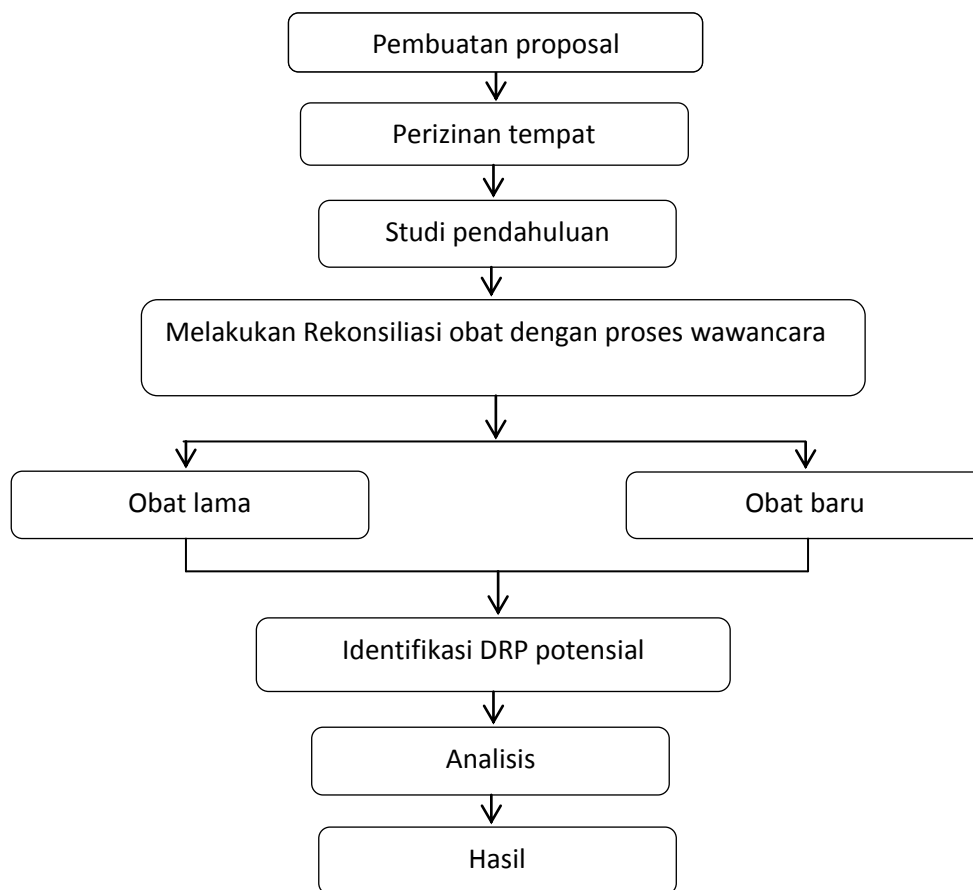 Pembuatan proposal
Perizinan tempat
Studi pendahuluan
Melakukan Rekonsiliasi obat dengan proses wawancara
Obat lama
Obat baru
Identifikasi DRP potensial
Analisis
Hasil